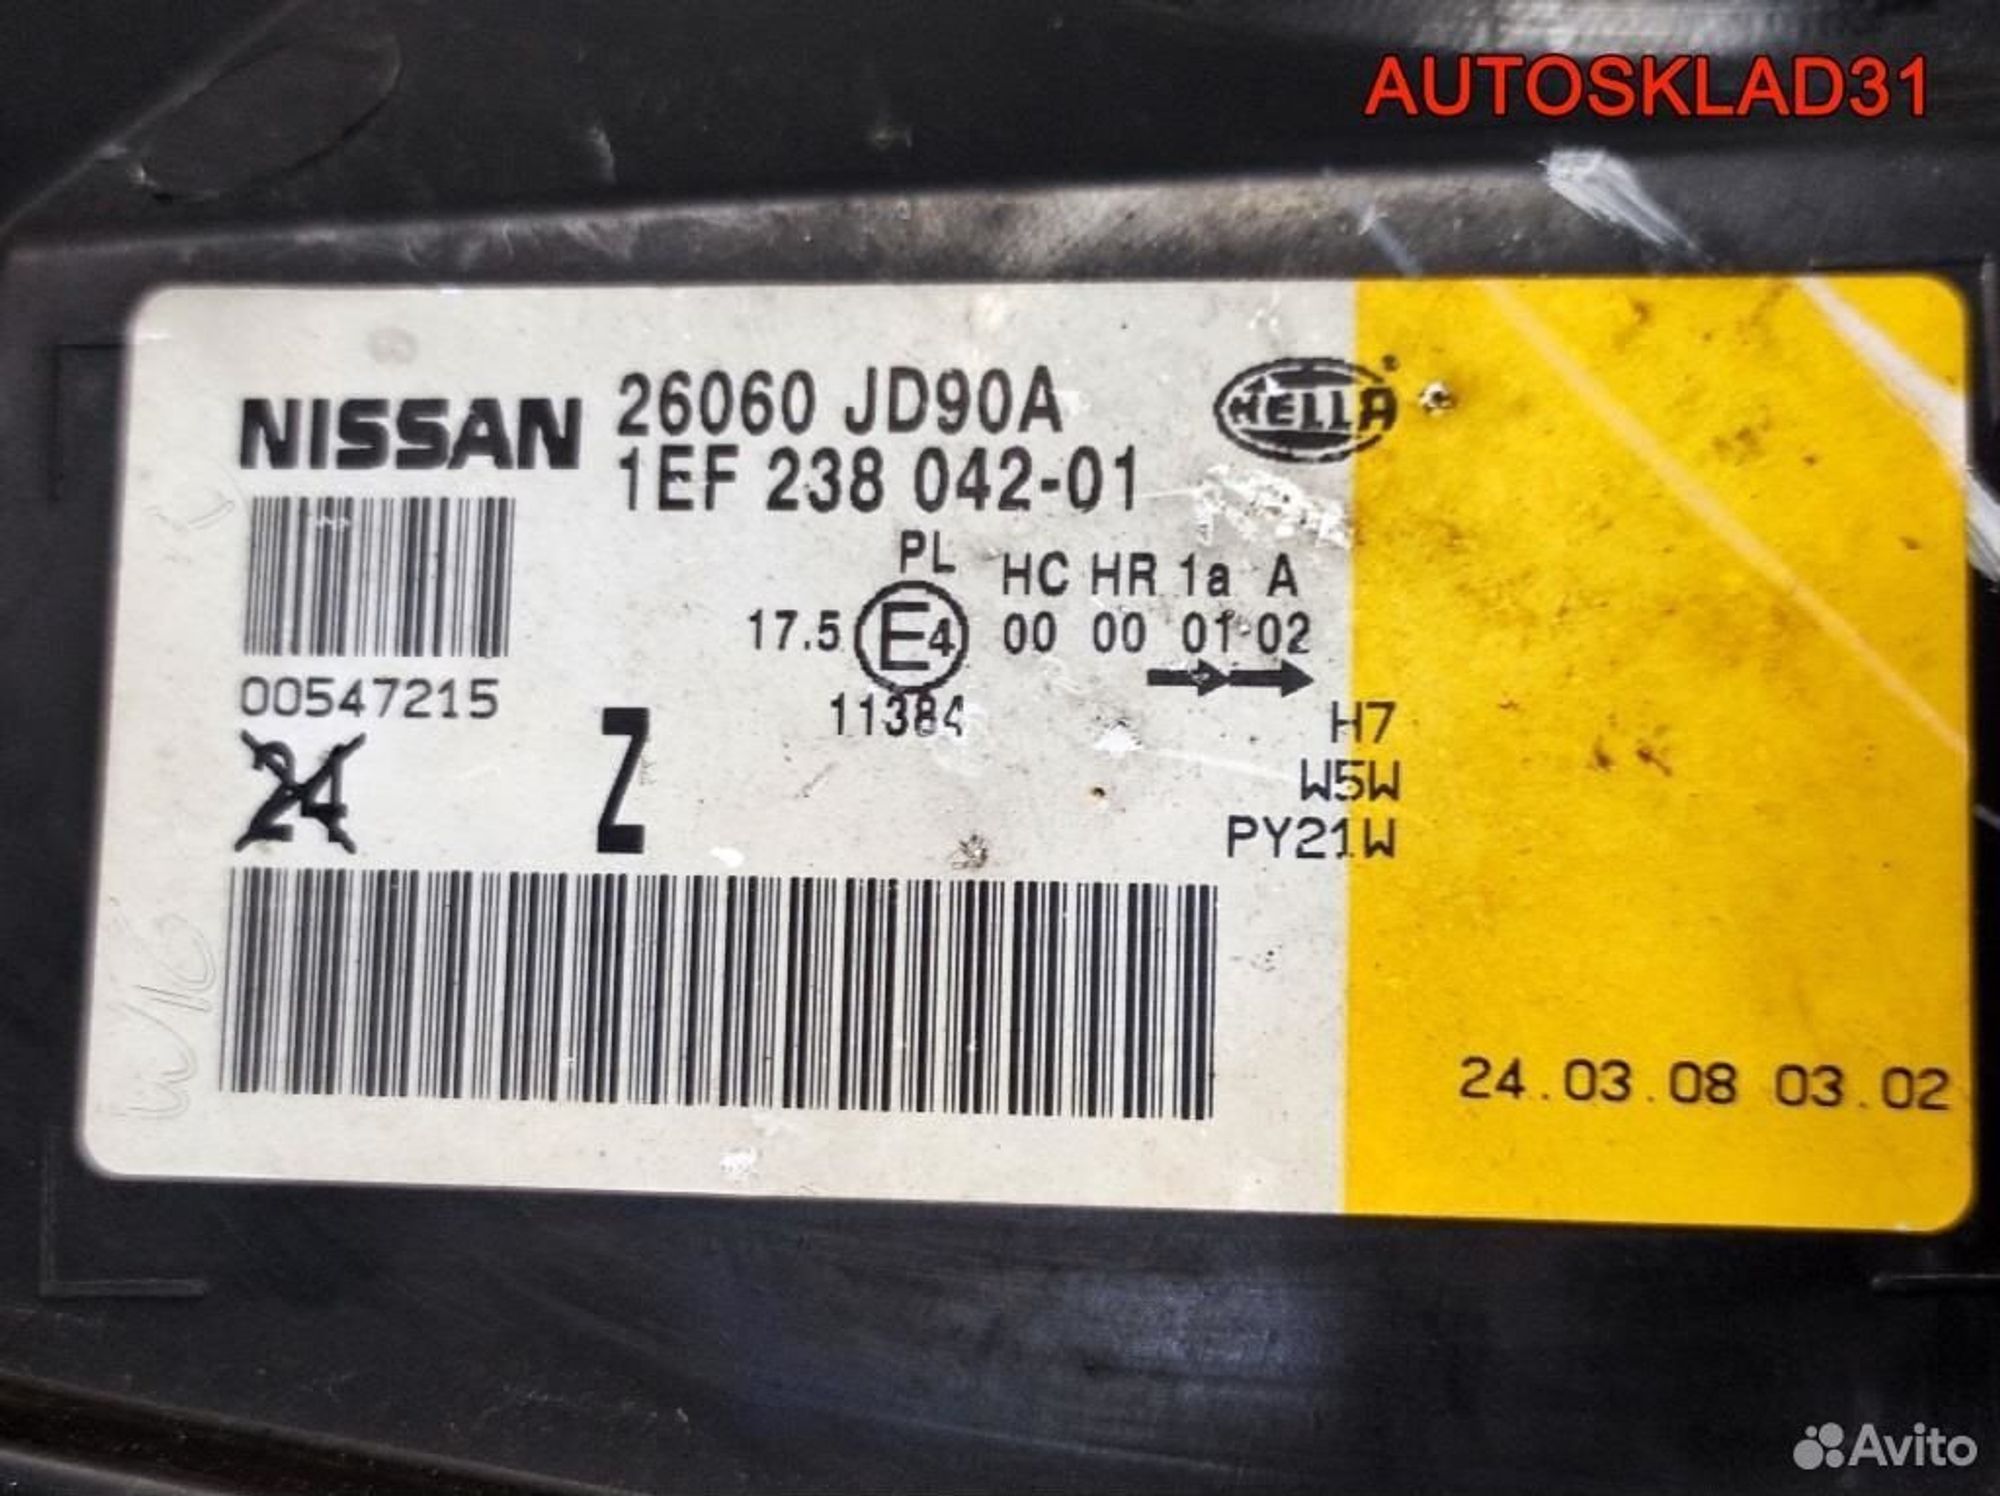 AUTOSKLAD31
NISSAN
26060 JD90A
1EF 238 042-01
HELLA®
PL
HC HR 1a A
17.5 E4 00 00 01 02
11384
00547215
24
Z
H7
W5W
PY21W
24.03.08 03.02
Avito